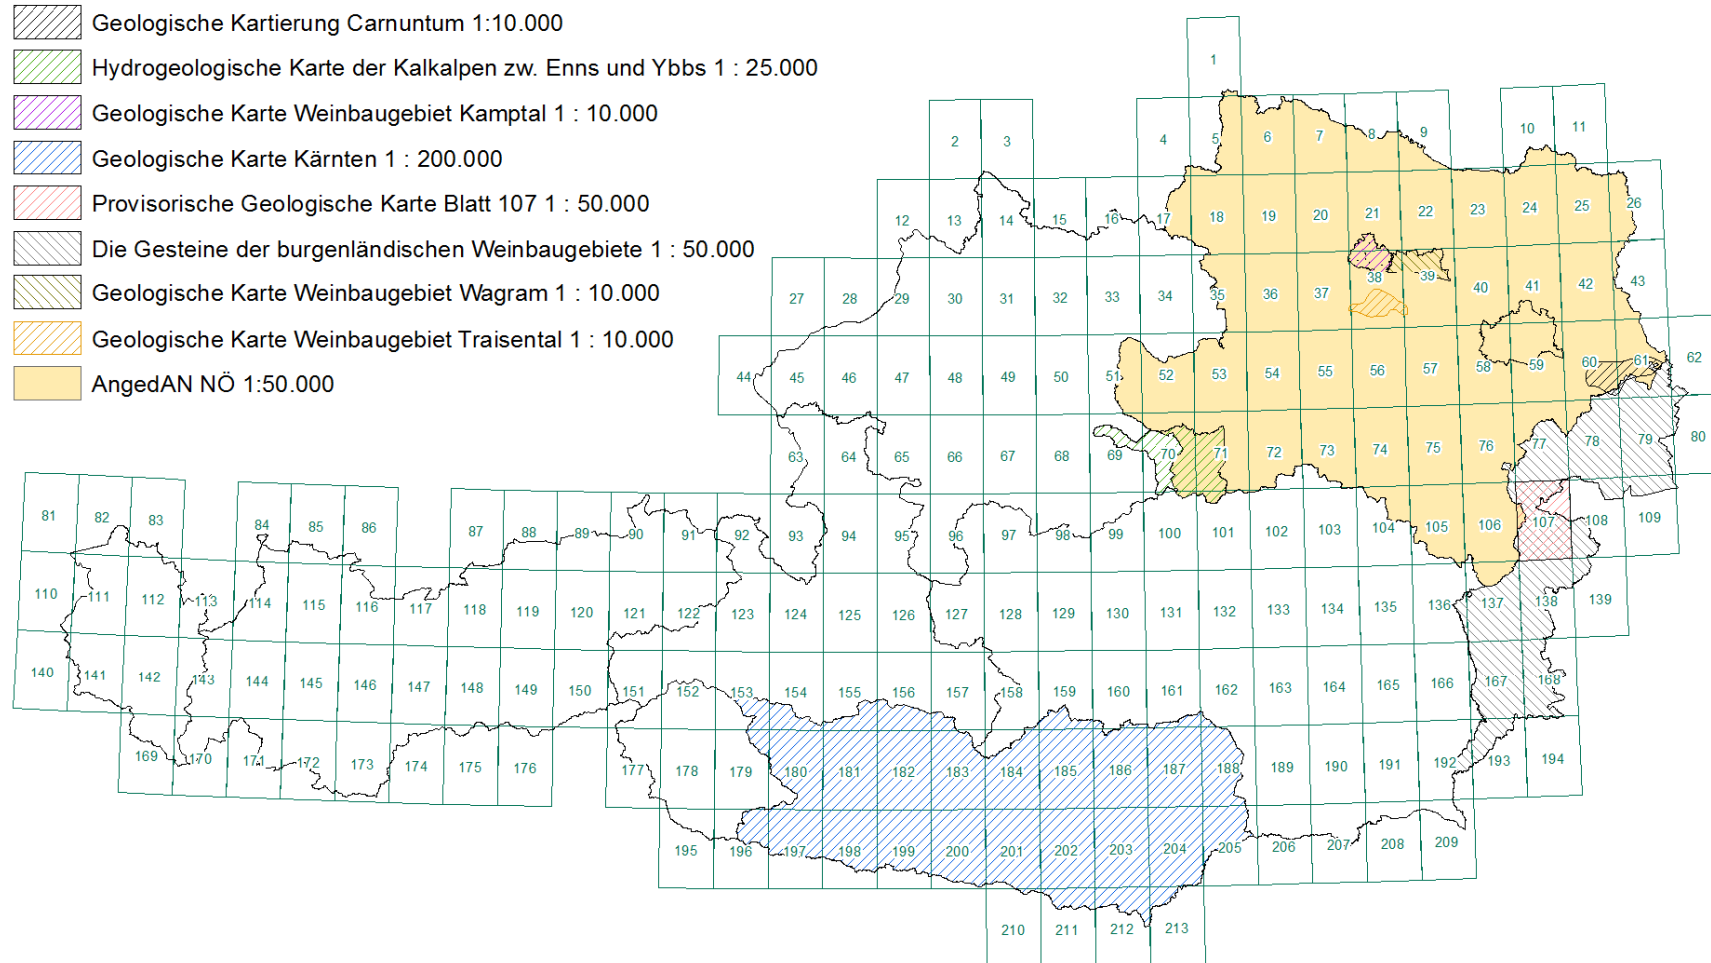 Geologische Kartierung Carnuntum 1:10.000
Hydrogeologische Karte der Kalkalpen zw. Enns und Ybbs 1 : 25.000
Geologische Karte Weinbaugebiet Kamptal 1 : 10.000
Geologische Karte Kärnten 1 : 200.000
Provisorische Geologische Karte Blatt 107 1 : 50.000
Die Gesteine der burgenländischen Weinbaugebiete 1 : 50.000
Geologische Karte Weinbaugebiet Wagram 1 : 10.000
Geologische Karte Weinbaugebiet Traisental 1 : 10.000
AngedAN NÖ 1:50.000
1
2 3 4 5 6 7 8 9 10 11
12 13 14 15 16 17 18 19 20 21 22 23 24 25 26
27 28 29 30 31 32 33 34 35 36 37 38 39 40 41 42 43
44 45 46 47 48 49 50 51 52 53 54 55 56 57 58 59 60 61 62
63 64 65 66 67 68 69 70 71 72 73 74 75 76 77 78 79 80
81 82 83 84 85 86 87 88 89 90 91 92 93 94 95 96 97 98 99 100 101 102 103 104 105 106 107 108 109
110 111 112 113 114 115 116 117 118 119 120 121 122 123 124 125 126 127 128 129 130 131 132 133 134 135 136 137 138 139
140 141 142 143 144 145 146 147 148 149 150 151 152 153 154 155 156 157 158 159 160 161 162 163 164 165 166 167 168
169 170 171 172 173 174 175 176 177 178 179 180 181 182 183 184 185 186 187 188 189 190 191 192 193 194
195 196 197 198 199 200 201 202 203 204 205 206 207 208 209
210 211 212 213